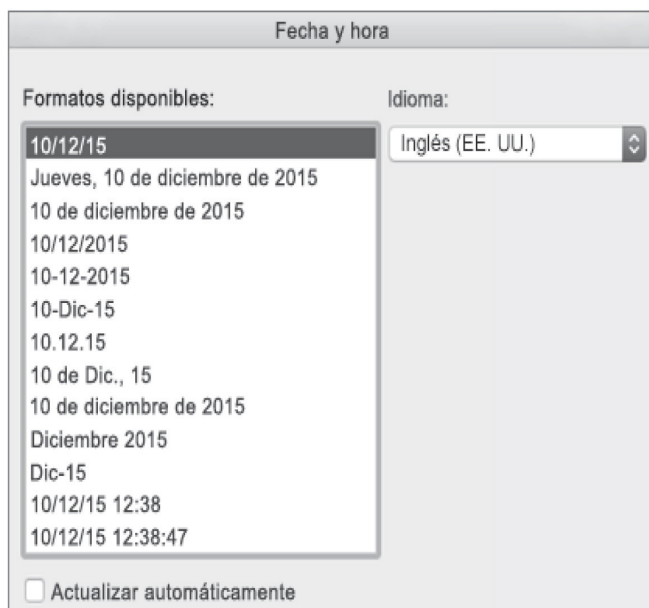 Fecha y hora
Formatos disponibles:
Idioma:
10/12/15
Inglés (EE. UU.)
Jueves, 10 de diciembre de 2015
10 de diciembre de 2015
10/12/2015
10-12-2015
10-Dic-15
10.12.15
10 de Dic., 15
10 de diciembre de 2015
Diciembre 2015
Dic-15
10/12/15 12:38
10/12/15 12:38:47
Actualizar automáticamente